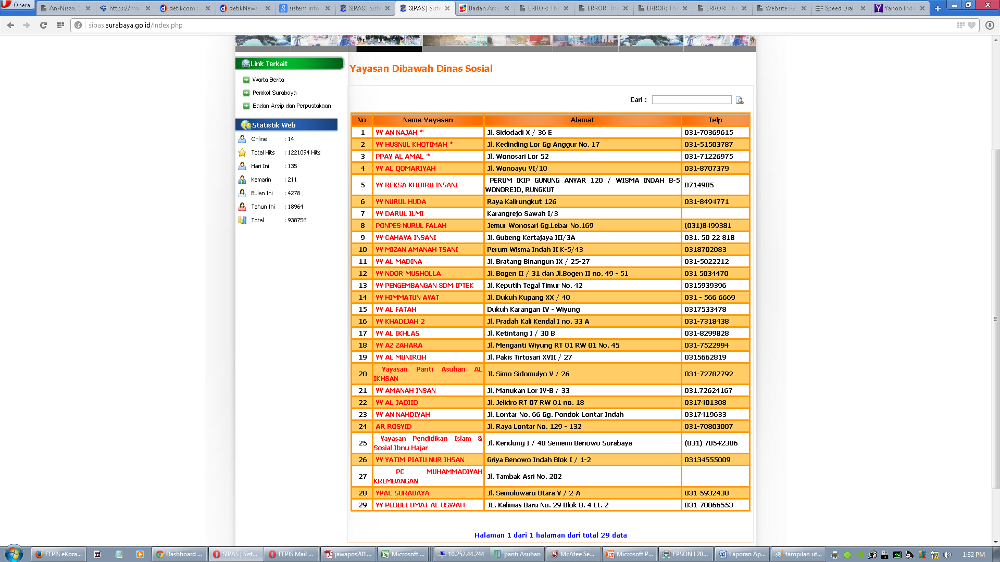 Opera
An-Nisaa, 1
https://mai
detikcom :
detikNews :
sistem info
SIPAS | Siste
SIPAS | Siste
Badan Arsip
ERROR: The
ERROR: The
ERROR: The
ERROR: The
Website Re
Speed Dial
Yahoo Indo
sipas.surabaya.go.id/index.php
Link Terkait
Warta Berita
Pemkot Surabaya
Badan Arsip dan Perpustakaan
Statistik Web
Online : 14
Total Hits : 1221094 Hits
Hari Ini : 135
Kemarin : 211
Bulan Ini : 4278
Tahun Ini : 18964
Total : 938756
Yayasan Dibawah Dinas Sosial
Cari :
No Nama Yayasan Alamat Telp
1 YY AN NAJAH * Jl. Sidodadi X / 36 E 031-70369615
2 YY HUSNUL KHOTIMAH * Jl. Kedinding Lor Gg Anggur No. 17 031-51503787
3 PPAY AL AMAL * Jl. Wonosari Lor 52 031-71226975
4 YY AL QOMARIYAH Jl. Wonoayu VI/10 031-8707379
5 YY REKSA KHOIRU INSANI PERUM IKIP GUNUNG ANYAR 120 / WISMA INDAH B-5 8714985
WONOREJO, RUNGKUT
6 YY NURUL HUDA Raya Kalirungkut 126 031-8494771
7 YY DARUL ILMI Karangrejo Sawah I/3
8 PONPES NURUL FALAH Jemur Wonosari Gg.Lebar No.169 (031)8499381
9 YY CAHAYA INSANI Jl. Gubeng Kertajaya III/3A 031. 50 22 818
10 YY MIZAN AMANAH TSANI Perum Wisma Indah II K-5/43 0318702083
11 YY AL MADINA Jl. Bratang Binangun IX / 25-27 031-5022212
12 YY NOOR MUSHOLLA Jl. Bogen II / 31 dan Jl.Bogen II no. 49 - 51 031 5034470
13 YY PENGEMBANGAN SDM IPTEK Jl. Keputih Tegal Timur No. 42 0315939396
14 YY HIMMATUN AYAT Jl. Dukuh Kupang XX / 40 031 - 566 6669
15 YY AL FATAH Dukuh Karangan IV - Wiyung 0317533478
16 YY KHADIJAH 2 Jl. Pradah Kali Kendal I no. 33 A 031-7318438
17 YY AL IKHLAS Jl. Ketintang I / 30 B 031-8299828
18 YY AZ ZAHARA Jl. Menganti Wiyung RT 01 RW 01 No. 45 031-7522994
19 YY AL MUNIROH Jl. Pakis Tirtosari XVII / 27 0315662819
20 Yayasan Panti Asuhan AL Jl. Simo Sidomulyo V / 26 031-72782792
IKHSAN
21 YY AMANAH INSAN Jl. Manukan Lor IV-B / 33 031.72624167
22 YY AL JADIID Jl. Jelidro RT 07 RW 01 no. 18 0317401308
23 YY AN NAHDIYAH Jl. Lontar No. 66 Gg. Pondok Lontar Indah 0317419633
24 AR ROSYID Jl. Raya Lontar No. 129 - 132 031-70803007
25 Yayasan Pendidikan Islam & Jl. Kendung I / 40 Sememi Benowo Surabaya (031) 70542306
Sosial Ibnu Hajar
26 YY YATIM PIATU NUR IHSAN Griya Benowo Indah Blok I / 1-2 03134555009
27 PC MUHAMMADIYAH Jl. Tambak Asri No. 202
KREMBANGAN
28 YPAC SURABAYA Jl. Semolowaru Utara V / 2-A 031-5932438
29 YY PEDULI UMAT AL USWAH JL. Kalimas Baru No. 29 Blok B. 4 Lt. 2 031-70066553
Halaman 1 dari 1 halaman dari total 29 data
EEPIS eKora...
Dashboard ...
SIPAS | Sist...
EEPIS Mail ...
jawapos201...
Microsoft ...
10.252.44.244
panti Asuhan
McAfee Se...
Microsoft P...
EPSON L20...
Laporan Ap...
tampilan ut...
1:32 PM